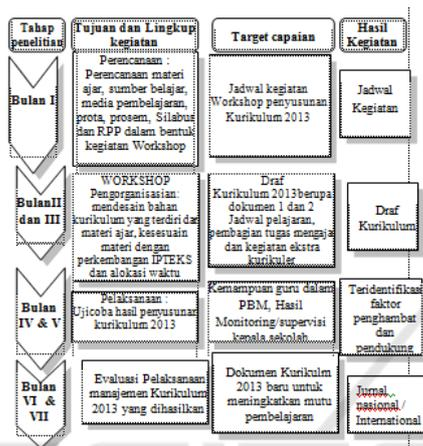 Tahap
penelitian
Tujuan dan Lingkup
kegiatan
Target capaian
Hasil
Kegiatan
Bulan I
Perencanaan :
Perencanaan materi
ajar, sumber belajar,
media pembelajaran,
prota, prosem, Silabus
dan RPP dalam bentuk
kegiatan Workshop
Jadwal kegiatan
Workshop penyusunan
Kurikulum 2013
Jadwal
Kegiatan
BulanII
dan III
WORKSHOP
Pengorganisasian:
mendesain bahan
kurikulum yang terdiri dar
materi ajar, kesesuain
materi dengan
perkembangan IPTEKS
dan alokasi waktu
Draf
Kurikulum 2013berupa
dokumen 1 dan 2
Jadwal pelajaran,
pembagian tugas mengaja
dan kegiatan ekstra
kurikuler
Draf
Kurikulum
Bulan
IV & V
Pelaksanaan :
Ujicoba hasil penyusunan
kurikulum 2013
Kemampuan guru dalam
PBM, Hasil
Monitoring/supervisi
kepala sekolah
Teridentifikas
faktor
penghambat
dan
pendukung
Bulan
VI &
VII
Evaluasi Pelaksanaan
manajemen Kurikulum
2013 yang dihasilkan
Dokumen Kurikulm
2013 baru untuk
meningkatkan mutu
pembelajaran
Jurnal
nasional /
International